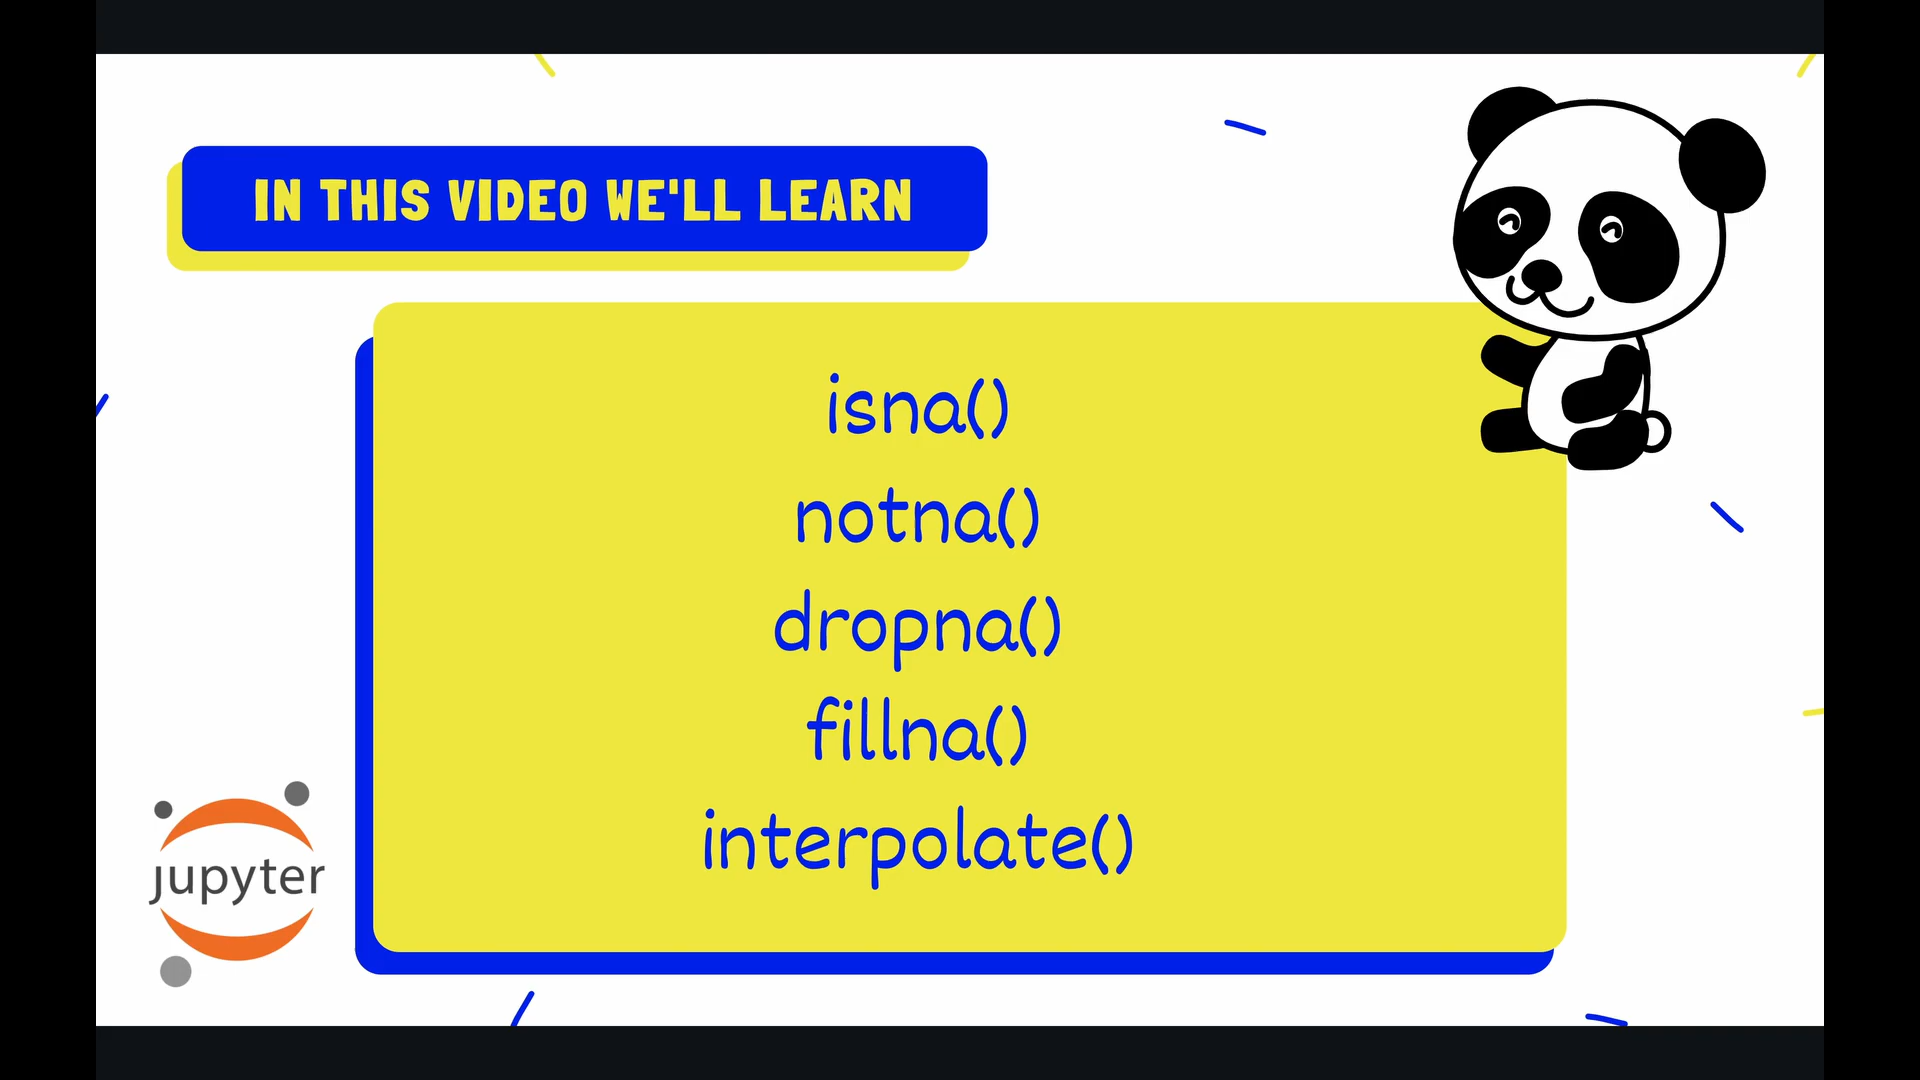 IN THIS VIDEO WE'LL LEARN
isna()
notna()
dropna()
fillna()
interpolate()
jupyter